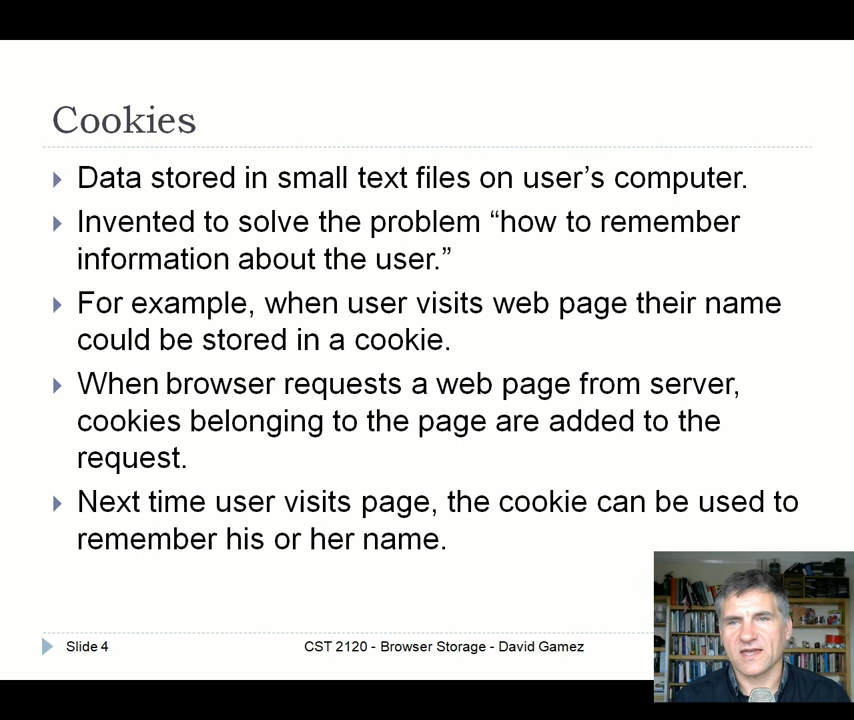 Cookies
Data stored in small text files on user’s computer.
Invented to solve the problem “how to remember
information about the user.”
For example, when user visits web page their name
could be stored in a cookie.
When browser requests a web page from server,
cookies belonging to the page are added to the
request.
Next time user visits page, the cookie can be used to
remember his or her name.
Slide 4
CST 2120 - Browser Storage - David Gamez